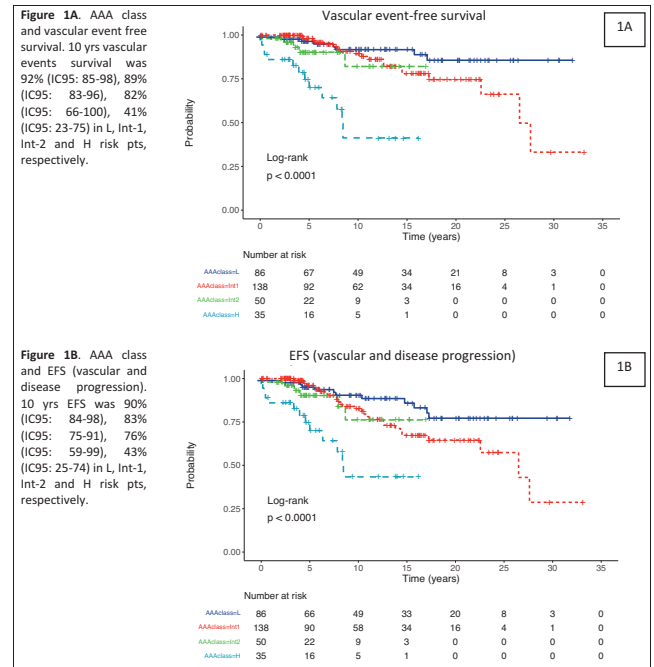 Figure 1A. AAA class
and vascular event free
survival. 10 yrs vascular
events survival was
92% (IC95: 85-98), 89%
(IC95: 83-96), 82%
(IC95: 66-100), 41%
(IC95: 23-75) in L, Int-1,
Int-2 and H risk pts,
respectively.
Vascular event-free survival
1A
Probability
1.00
0.75
0.50
0.25
0.00
Log-rank
p < 0.0001
0 5 10 15 20 25 30 35
Time (years)
Number at risk
AAAclass=L 86 67 49 34 21 8 3 0
AAAclass=Int1 138 92 62 34 16 4 1 0
AAAclass=Int2 50 22 9 3 0 0 0 0
AAAclass=H 35 16 5 1 0 0 0 0
Figure 1B. AAA class
and EFS (vascular and
disease progression).
10 yrs EFS was 90%
(IC95: 84-98), 83%
(IC95: 75-91), 76%
(IC95: 59-99), 43%
(IC95: 25-74) in L, Int-1,
Int-2 and H risk pts,
respectively.
EFS (vascular and disease progression)
1B
Probability
1.00
0.75
0.50
0.25
0.00
Log-rank
p < 0.0001
0 5 10 15 20 25 30 35
Time (years)
Number at risk
AAAclass=L 86 66 49 33 20 8 3 0
AAAclass=Int1 138 90 58 34 16 4 1 0
AAAclass=Int2 50 22 9 3 0 0 0 0
AAAclass=H 35 16 5 1 0 0 0 0